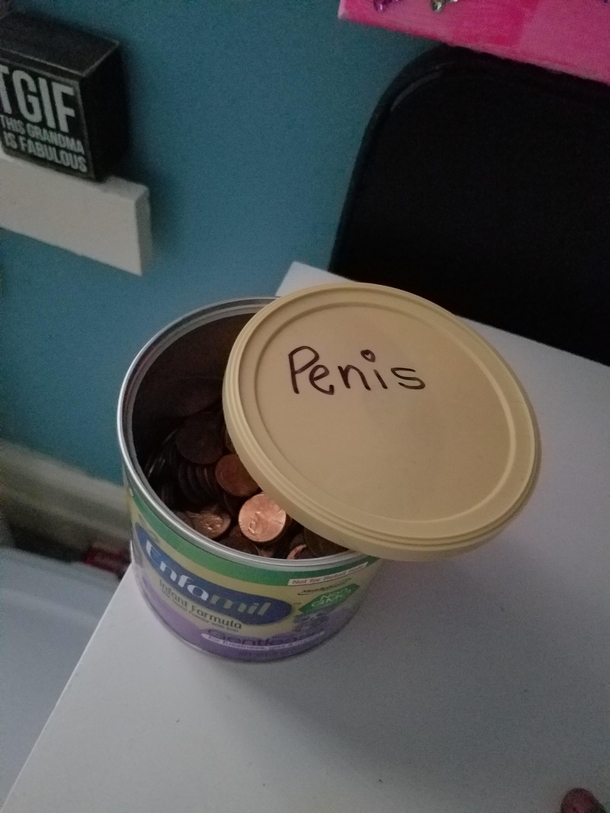 TGIF
THIS GRANDMA
IS FABULOUS
Penis
Enfamil
Infant Formula